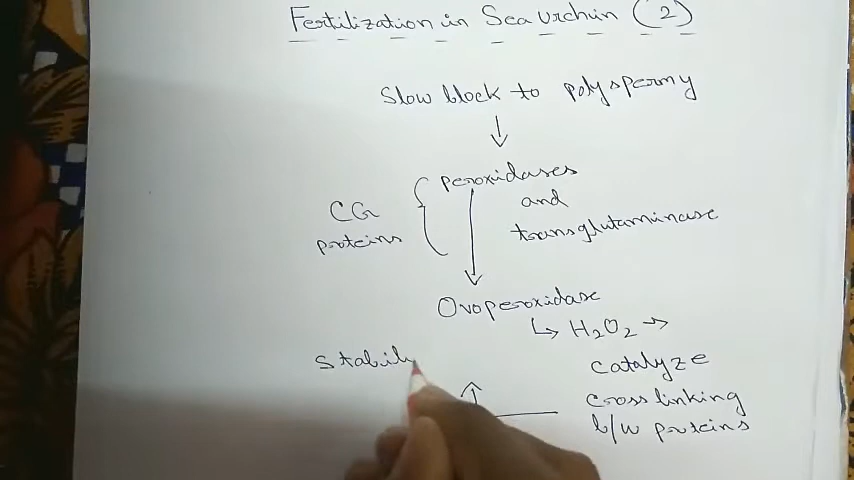 Fertilization in Sea urchin (2)
Slow block to polyspermy
↓
peroxidases
and
transglutaminase
CG
proteins
Ovoperoxidase
↳ H₂O₂ →
catalyze
cross linking
b/w proteins
Stabili